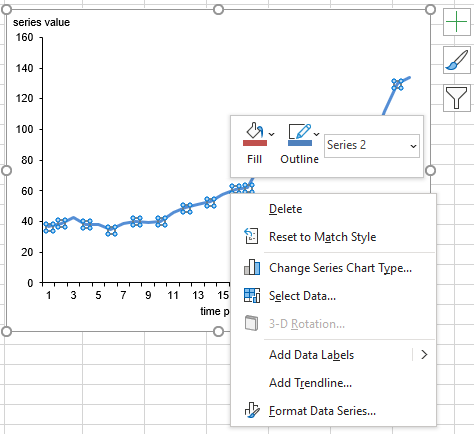 series value
160
140
120
100
80
60
40
20
0
1 3 5 7 9 11 13 15
time p
Fill
Outline
Series 2
Delete
Reset to Match Style
Change Series Chart Type...
Select Data...
3-D Rotation...
Add Data Labels
Add Trendline...
Format Data Series...